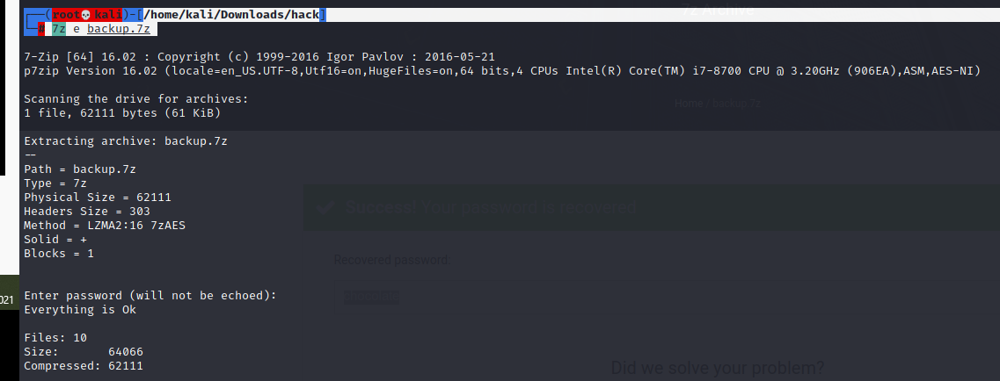 (root💀kali)-[/home/kali/Downloads/hack]
# 7z e backup.7z
7-Zip [64] 16.02 : Copyright (c) 1999-2016 Igor Pavlov : 2016-05-21
p7zip Version 16.02 (locale=en_US.UTF-8,Utf16=on,HugeFiles=on,64 bits,4 CPUs Intel(R) Core(TM) i7-8700 CPU @ 3.20GHz (906EA),ASM,AES-NI)
Scanning the drive for archives:
1 file, 62111 bytes (61 KiB)
Home / backup.7z
Extracting archive: backup.7z
--
Path = backup.7z
Type = 7z
Physical Size = 62111
Headers Size = 303
Method = LZMA2:16 7zAES
Solid = +
Blocks = 1
Success! Your password is recovered
Recovered password:
Enter password (will not be echoed):
021
Everything is Ok
Files: 10
Size:       64066
Compressed: 62111
Did we solve your problem?